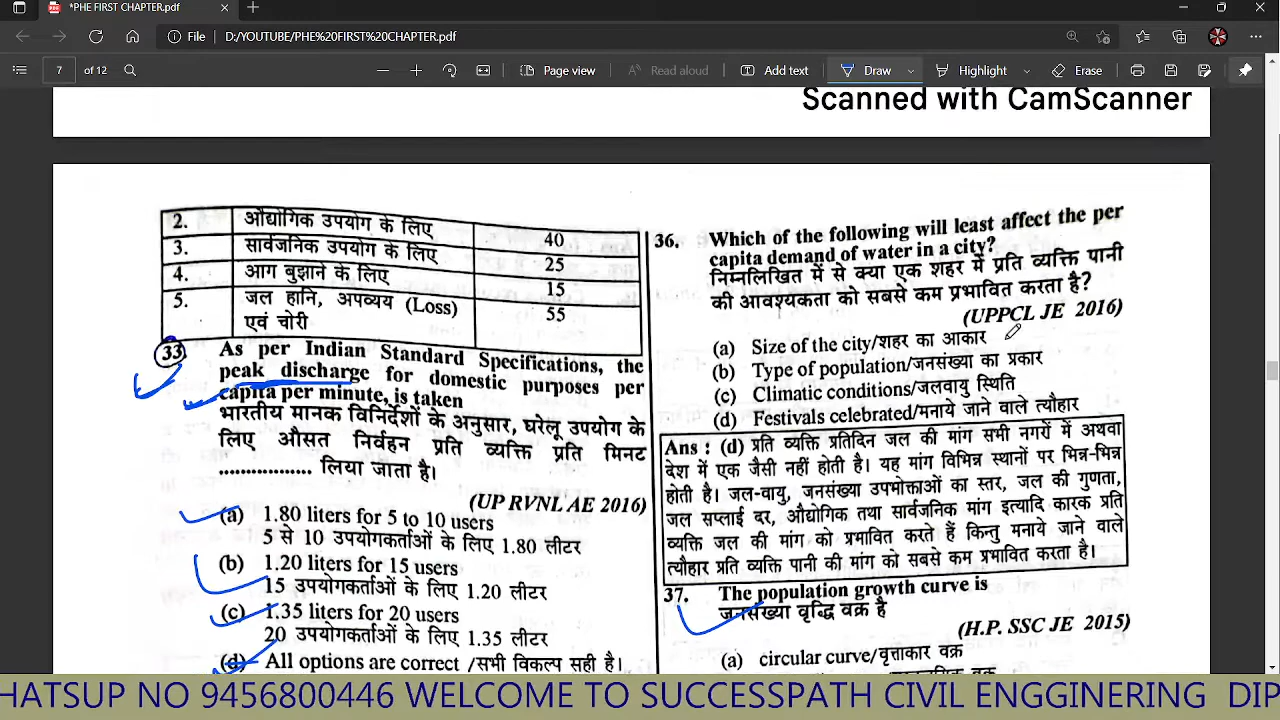 *PHE FIRST CHAPTER.pdf
File
D:/YOUTUBE/PHE%20FIRST%20CHAPTER.pdf
7 of 12
Page view
Read aloud
Add text
Draw
Highlight
Erase
Scanned with CamScanner
2. औद्योगिक उपयोग के लिए 40
3. सार्वजनिक उपयोग के लिए 25
4. आग बुझाने के लिए 15
5. जल हानि, अपव्यय (Loss) 55
एवं चोरी
33 As per Indian Standard Specifications, the
peak discharge for domestic purposes per
capita per minute, is taken
भारतीय मानक विनिर्देशों के अनुसार, घरेलू उपयोग के
लिए औसत निर्वहन प्रति व्यक्ति प्रति मिनट
.................. लिया जाता है।
(UP RVNL AE 2016)
(a) 1.80 liters for 5 to 10 users
5 से 10 उपयोगकर्ताओं के लिए 1.80 लीटर
(b) 1.20 liters for 15 users
15 उपयोगकर्ताओं के लिए 1.20 लीटर
(c) 1.35 liters for 20 users
20 उपयोगकर्ताओं के लिए 1.35 लीटर
(d) All options are correct /सभी विकल्प सही है।
36. Which of the following will least affect the per
capita demand of water in a city?
निम्नलिखित में से क्या एक शहर में प्रति व्यक्ति पानी
की आवश्यकता को सबसे कम प्रभावित करता है?
(UPPCL JE 2016)
(a) Size of the city/शहर का आकार
(b) Type of population/जनसंख्या का प्रकार
(c) Climatic conditions/जलवायु स्थिति
(d) Festivals celebrated/मनाये जाने वाले त्यौहार
Ans : (d) प्रति व्यक्ति प्रतिदिन जल की मांग सभी नगरों में अथवा
देश में एक जैसी नहीं होती है। यह मांग विभिन्न स्थानों पर भिन्न-भिन्न
होती है। जल-वायु, जनसंख्या उपभोक्ताओं का स्तर, जल की गुणता,
जल सप्लाई दर, औद्योगिक तथा सार्वजनिक मांग इत्यादि कारक प्रति
व्यक्ति जल की मांग को प्रभावित करते हैं किन्तु मनाये जाने वाले
त्यौहार प्रति व्यक्ति पानी की मांग को सबसे कम प्रभावित करता है।
37. The population growth curve is
जनसंख्या वृद्धि वक्र है
(H.P. SSC JE 2015)
(a) circular curve/वृत्ताकार वक्र
HATSUP NO 9456800446 WELCOME TO SUCCESSPATH CIVIL ENGGINERING DIP